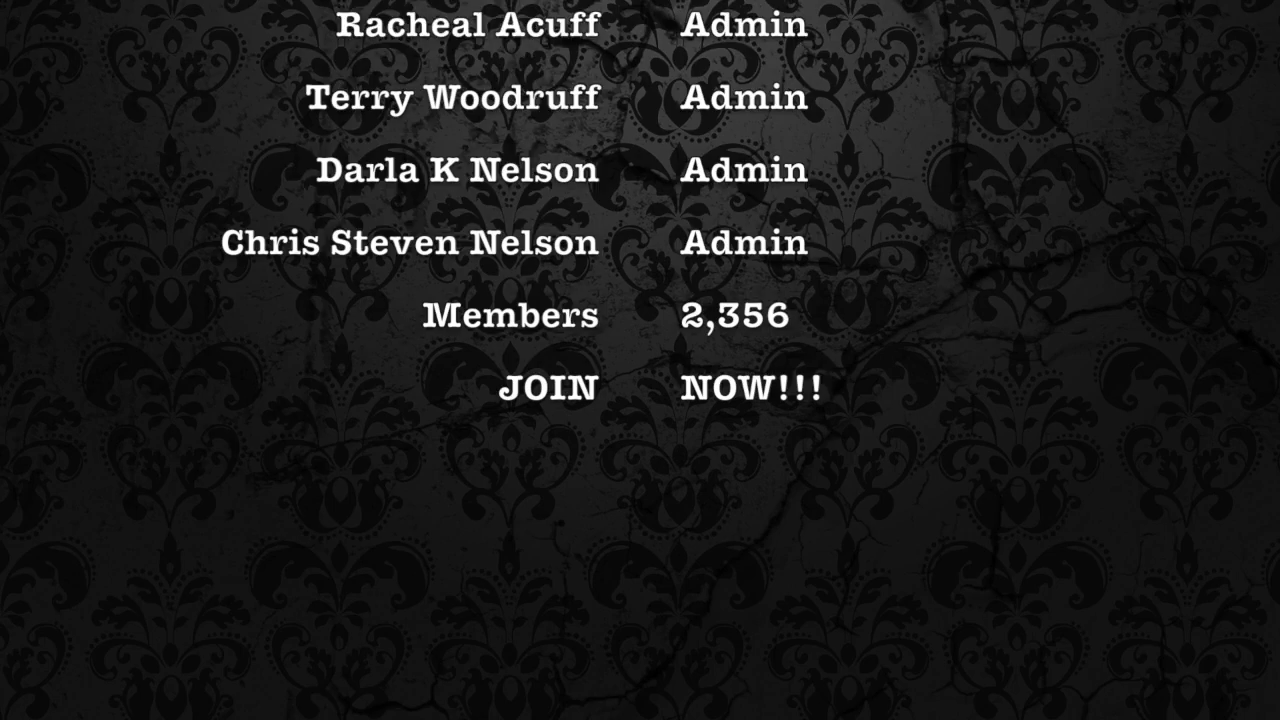 Racheal Acuff Admin
Terry Woodruff Admin
Darla K Nelson Admin
Chris Steven Nelson Admin
Members 2,356
JOIN NOW!!!